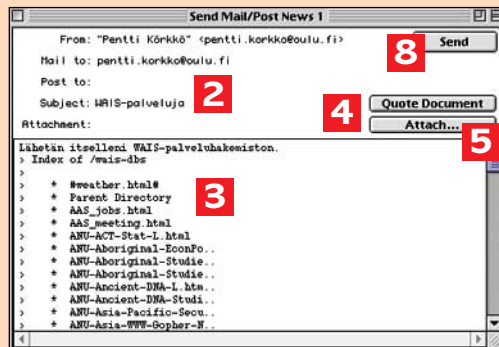 Send Mail/Post News 1
From: "Pentti Körkkö" <pentti.korkko@oulu.fi>
8
Send
Mail to: pentti.korkko@oulu.fi
Post to:
2
Subject: WAIS-palveluja
4
Quote Document
Attachment:
Attach...
5
Lähetän itselleni WAIS-palveluhakemiston.
> Index of /wais-dbs
>
> * #weather.html#
3
> * Parent Directory
> * AAS_jobs.html
> * AAS_meeting.html
> * ANU-ACT-Stat-L.html
> * ANU-Aboriginal-EconPo..
> * ANU-Aboriginal-Studie..
> * ANU-Aboriginal-Studie..
> * ANU-Ancient-DNA-L.htm..
> * ANU-Ancient-DNA-Studi..
> * ANU-Asia-Pacific-Secu..
> * ANU-Asia-WWW-Gopher-N..